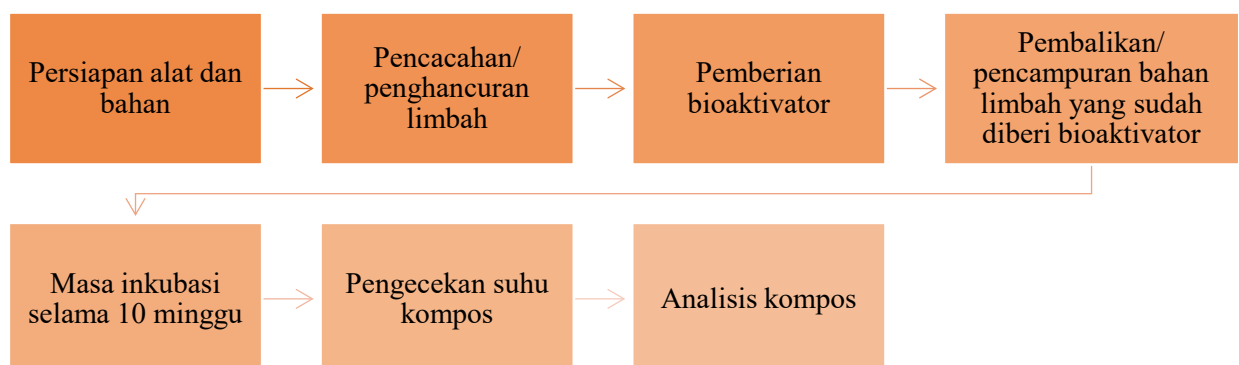 Persiapan alat dan
bahan
Pencacahan/
penghancuran
limbah
Pemberian
bioaktivator
Pembalikan/
pencampuran bahan
limbah yang sudah
diberi bioaktivator
Masa inkubasi
selama 10 minggu
Pengecekan suhu
kompos
Analisis kompos